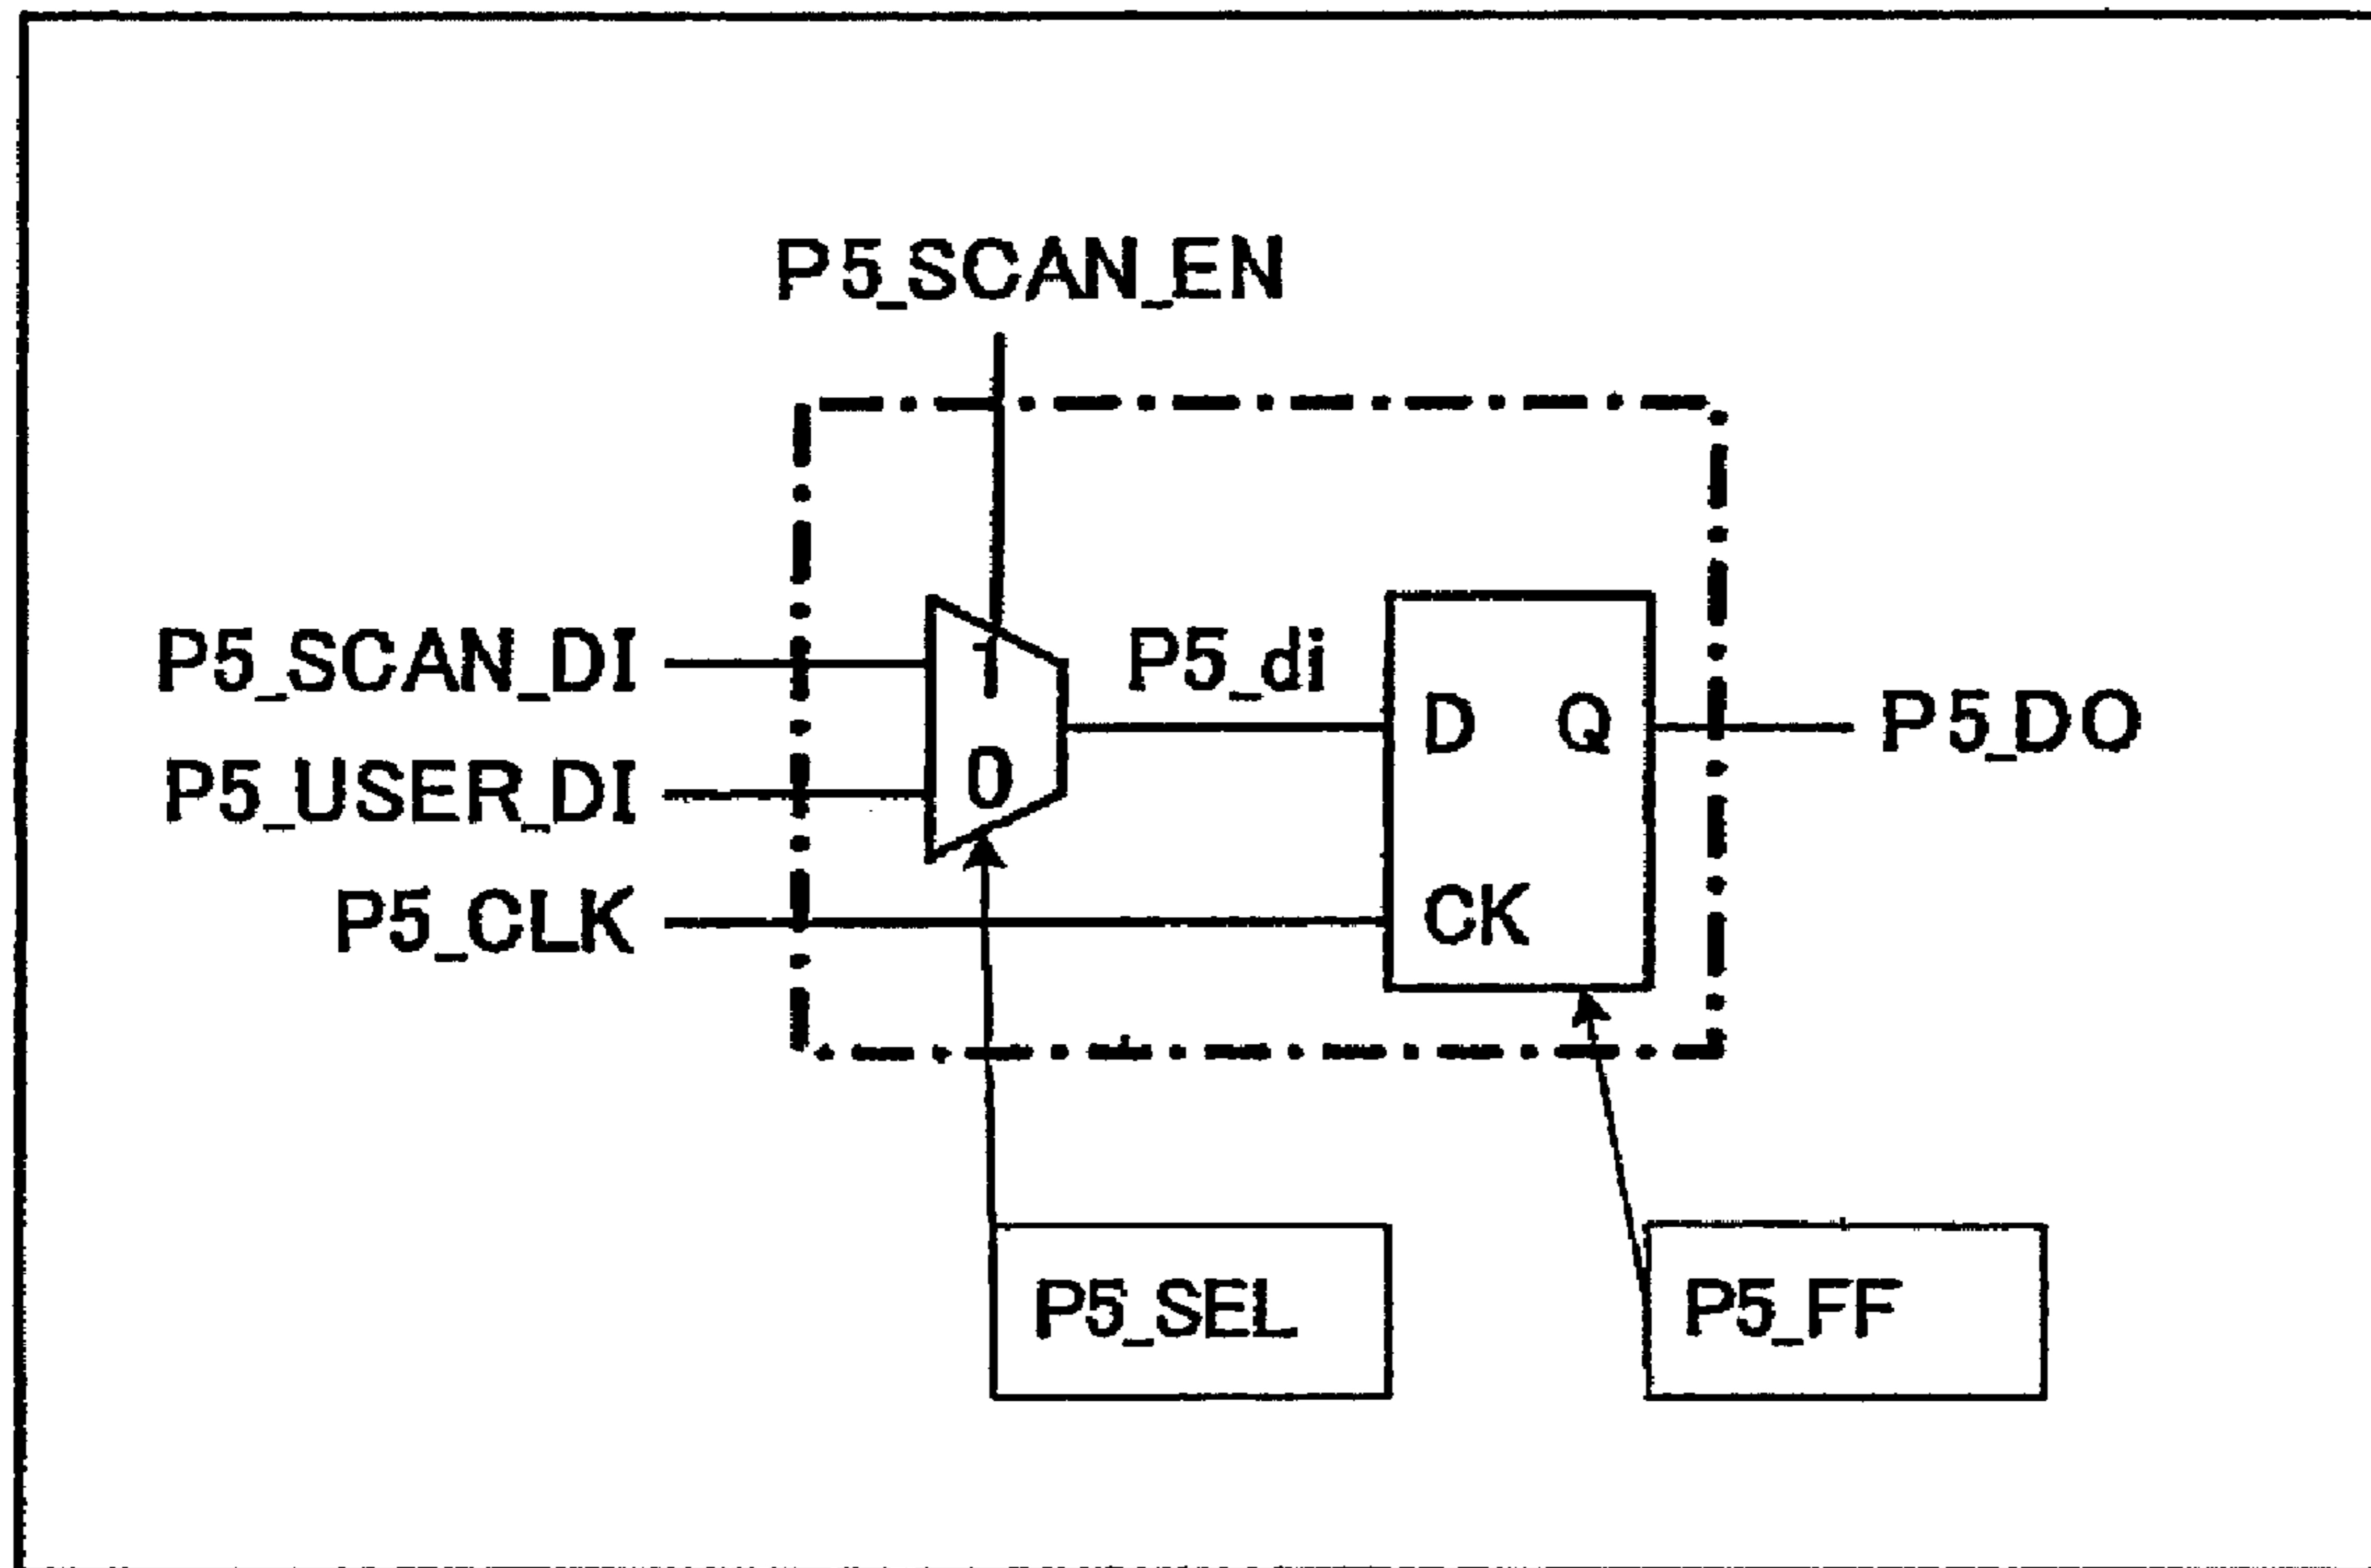 P5_SCAN_EN
P5_SCAN_DI
1
P5_di
P5_USER_DI
0
D Q
P5_DO
P5_CLK
CK
P5_SEL
P5_FF